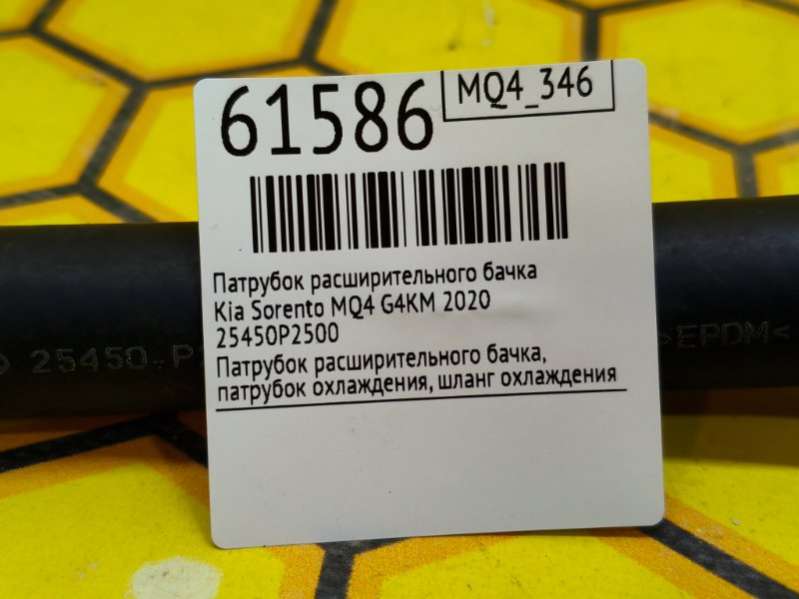 61586
MQ4_346
Патрубок расширительного бачка
Kia Sorento MQ4 G4KM 2020
25450P2500
Патрубок расширительного бачка,
патрубок охлаждения, шланг охлаждения
25450..P
>EPDM<